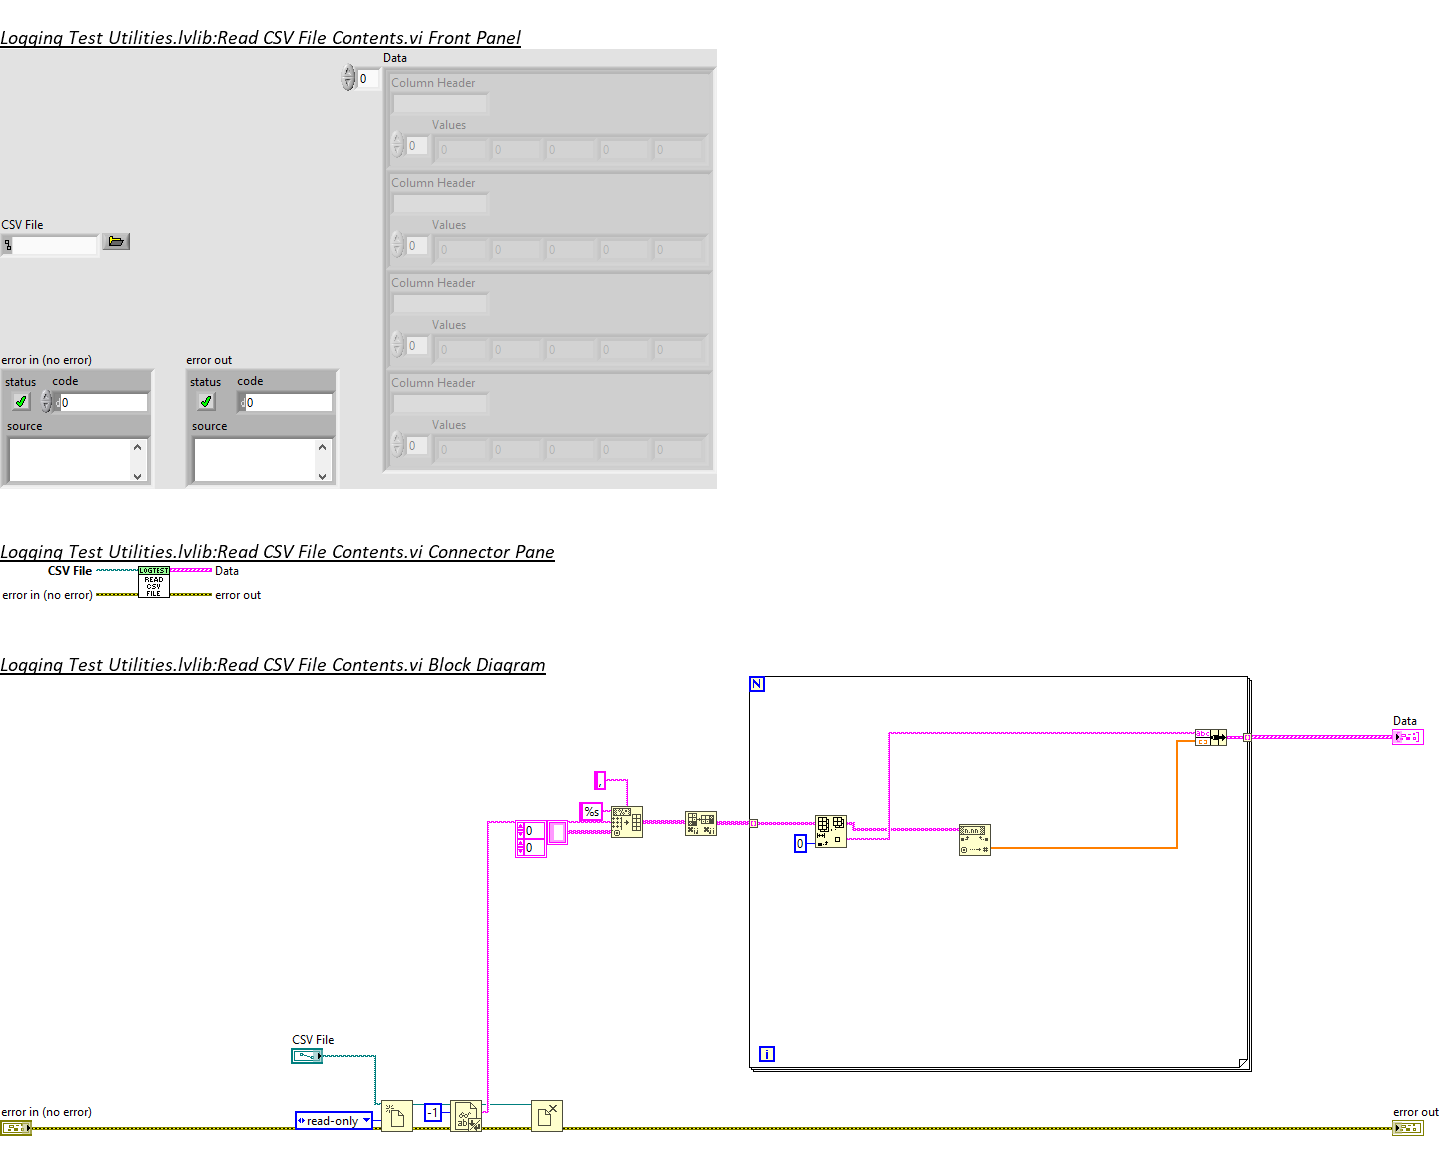 Logging Test Utilities.lvlib:Read CSV File Contents.vi Front Panel
Data
0
Column Header
Values
0 0 0 0 0 0
Column Header
Values
0 0 0 0 0 0
CSV File
Column Header
Values
0 0 0 0 0 0
error in (no error)
status code
0
source
error out
status code
0
source
Column Header
Values
0 0 0 0 0 0
Logging Test Utilities.lvlib:Read CSV File Contents.vi Connector Pane
CSV File
LOGTEST
READ
CSV
FILE
Data
error in (no error)
error out
Logging Test Utilities.lvlib:Read CSV File Contents.vi Block Diagram
N
Data
abc
,
%s
0
0
0
n.nn
i
CSV File
error in (no error)
read-only
-1
ab
error out